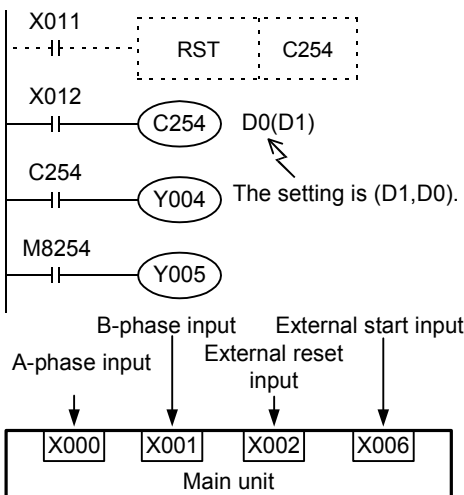 X011
RST C254
X012
C254 D0(D1)
C254
The setting is (D1,D0).
Y004
M8254
Y005
B-phase input External start input
A-phase input External reset
input
X000 X001 X002 X006
Main unit